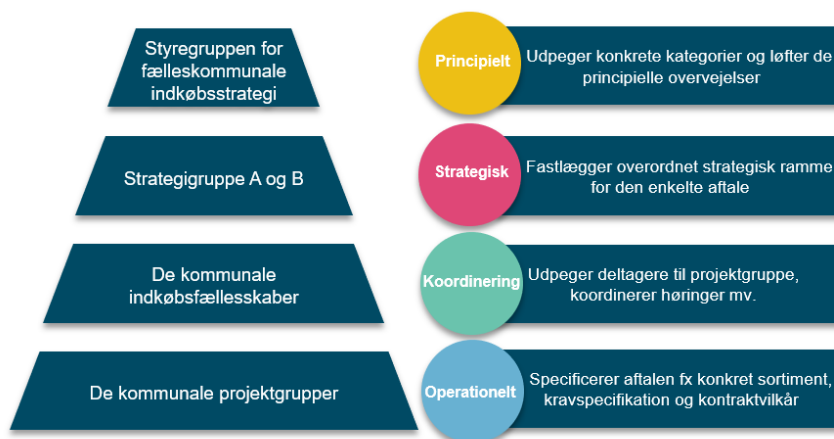 Styregruppen for
fælleskommunale
indkøbsstrategi
Principielt
Udpeger konkrete kategorier og løfter de
principielle overvejelser
Strategigruppe A og B
Strategisk
Fastlægger overordnet strategisk ramme
for den enkelte aftale
De kommunale
indkøbsfællesskaber
Koordinering
Udpeger deltagere til projektgruppe,
koordinerer høringer mv.
De kommunale projektgrupper
Operationelt
Specificerer aftalen fx konkret sortiment,
kravspecifikation og kontraktvilkår